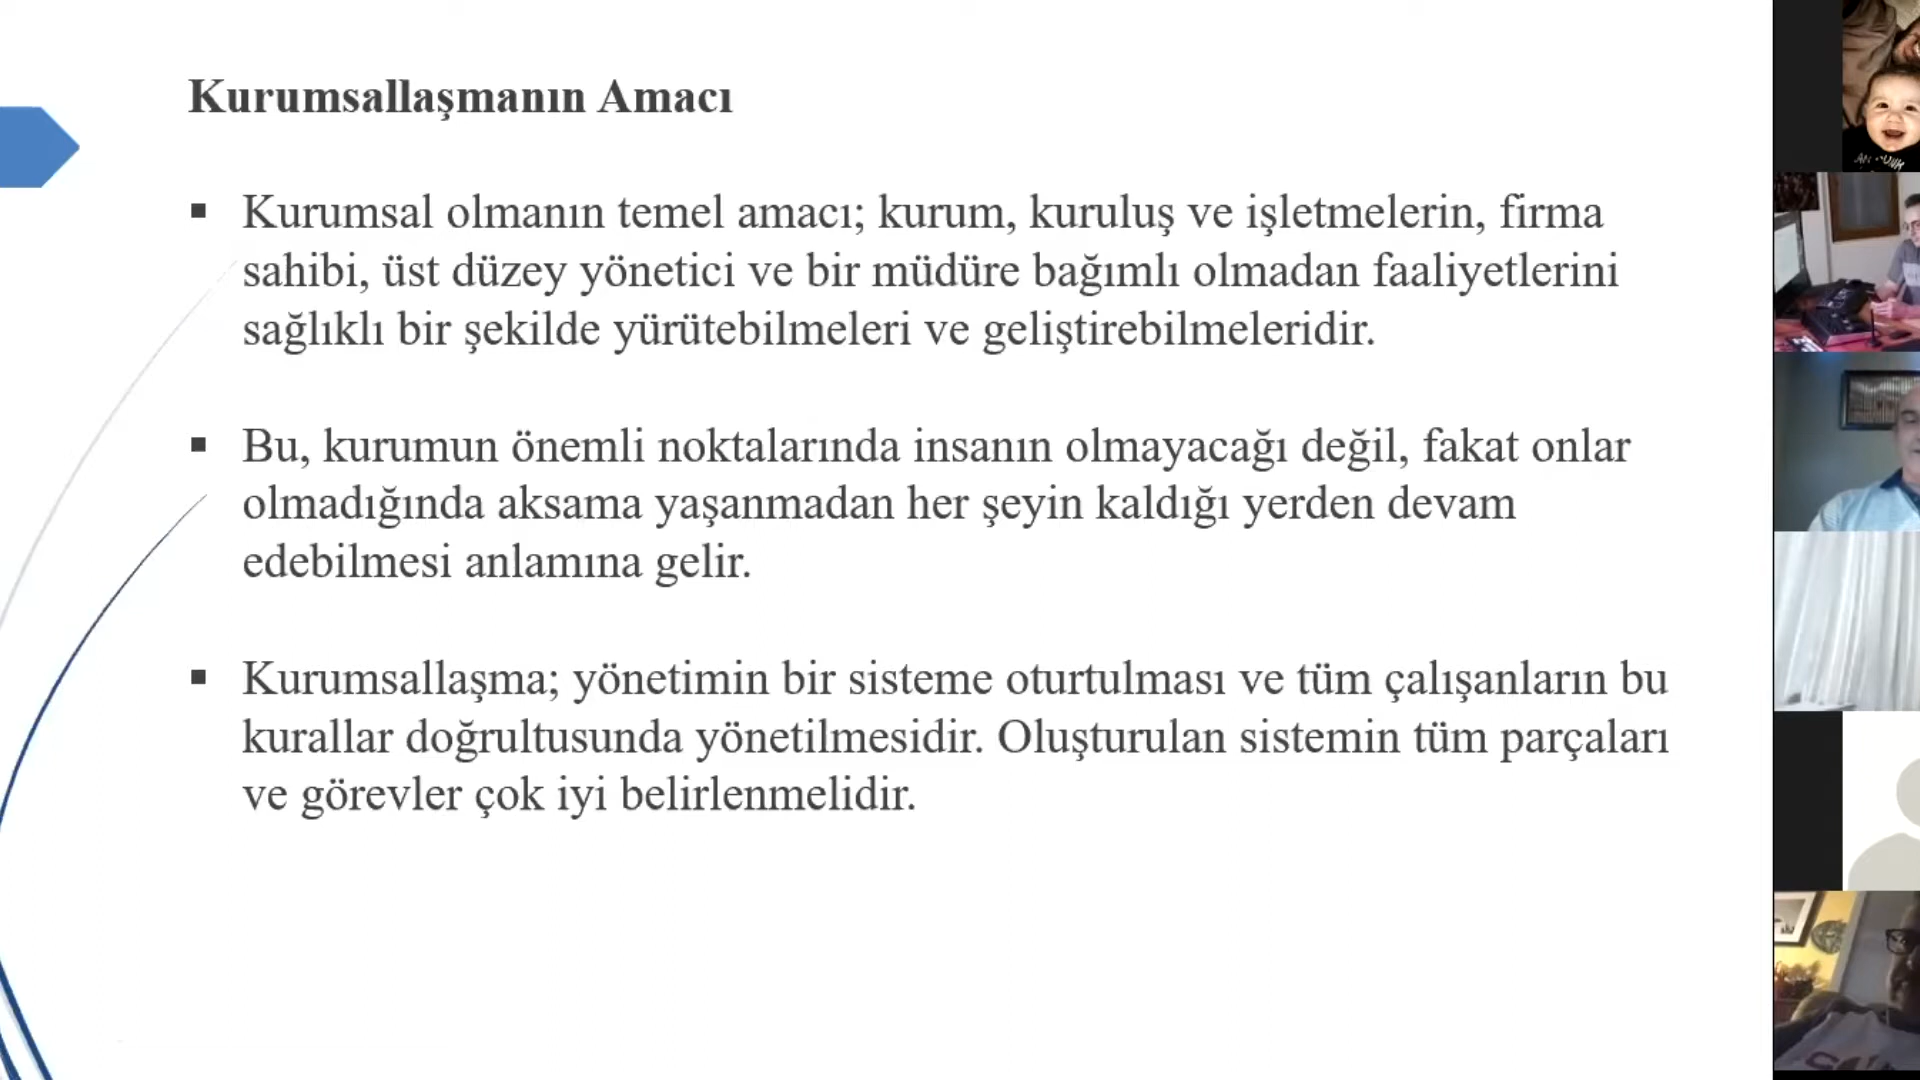 Kurumsallaşmanın Amacı
▪ Kurumsal olmanın temel amacı; kurum, kuruluş ve işletmelerin, firma
sahibi, üst düzey yönetici ve bir müdüre bağımlı olmadan faaliyetlerini
sağlıklı bir şekilde yürütebilmeleri ve geliştirebilmeleridir.
▪ Bu, kurumun önemli noktalarında insanın olmayacağı değil, fakat onlar
olmadığında aksama yaşanmadan her şeyin kaldığı yerden devam
edebilmesi anlamına gelir.
▪ Kurumsallaşma; yönetimin bir sisteme oturtulması ve tüm çalışanların bu
kurallar doğrultusunda yönetilmesidir. Oluşturulan sistemin tüm parçaları
ve görevler çok iyi belirlenmelidir.